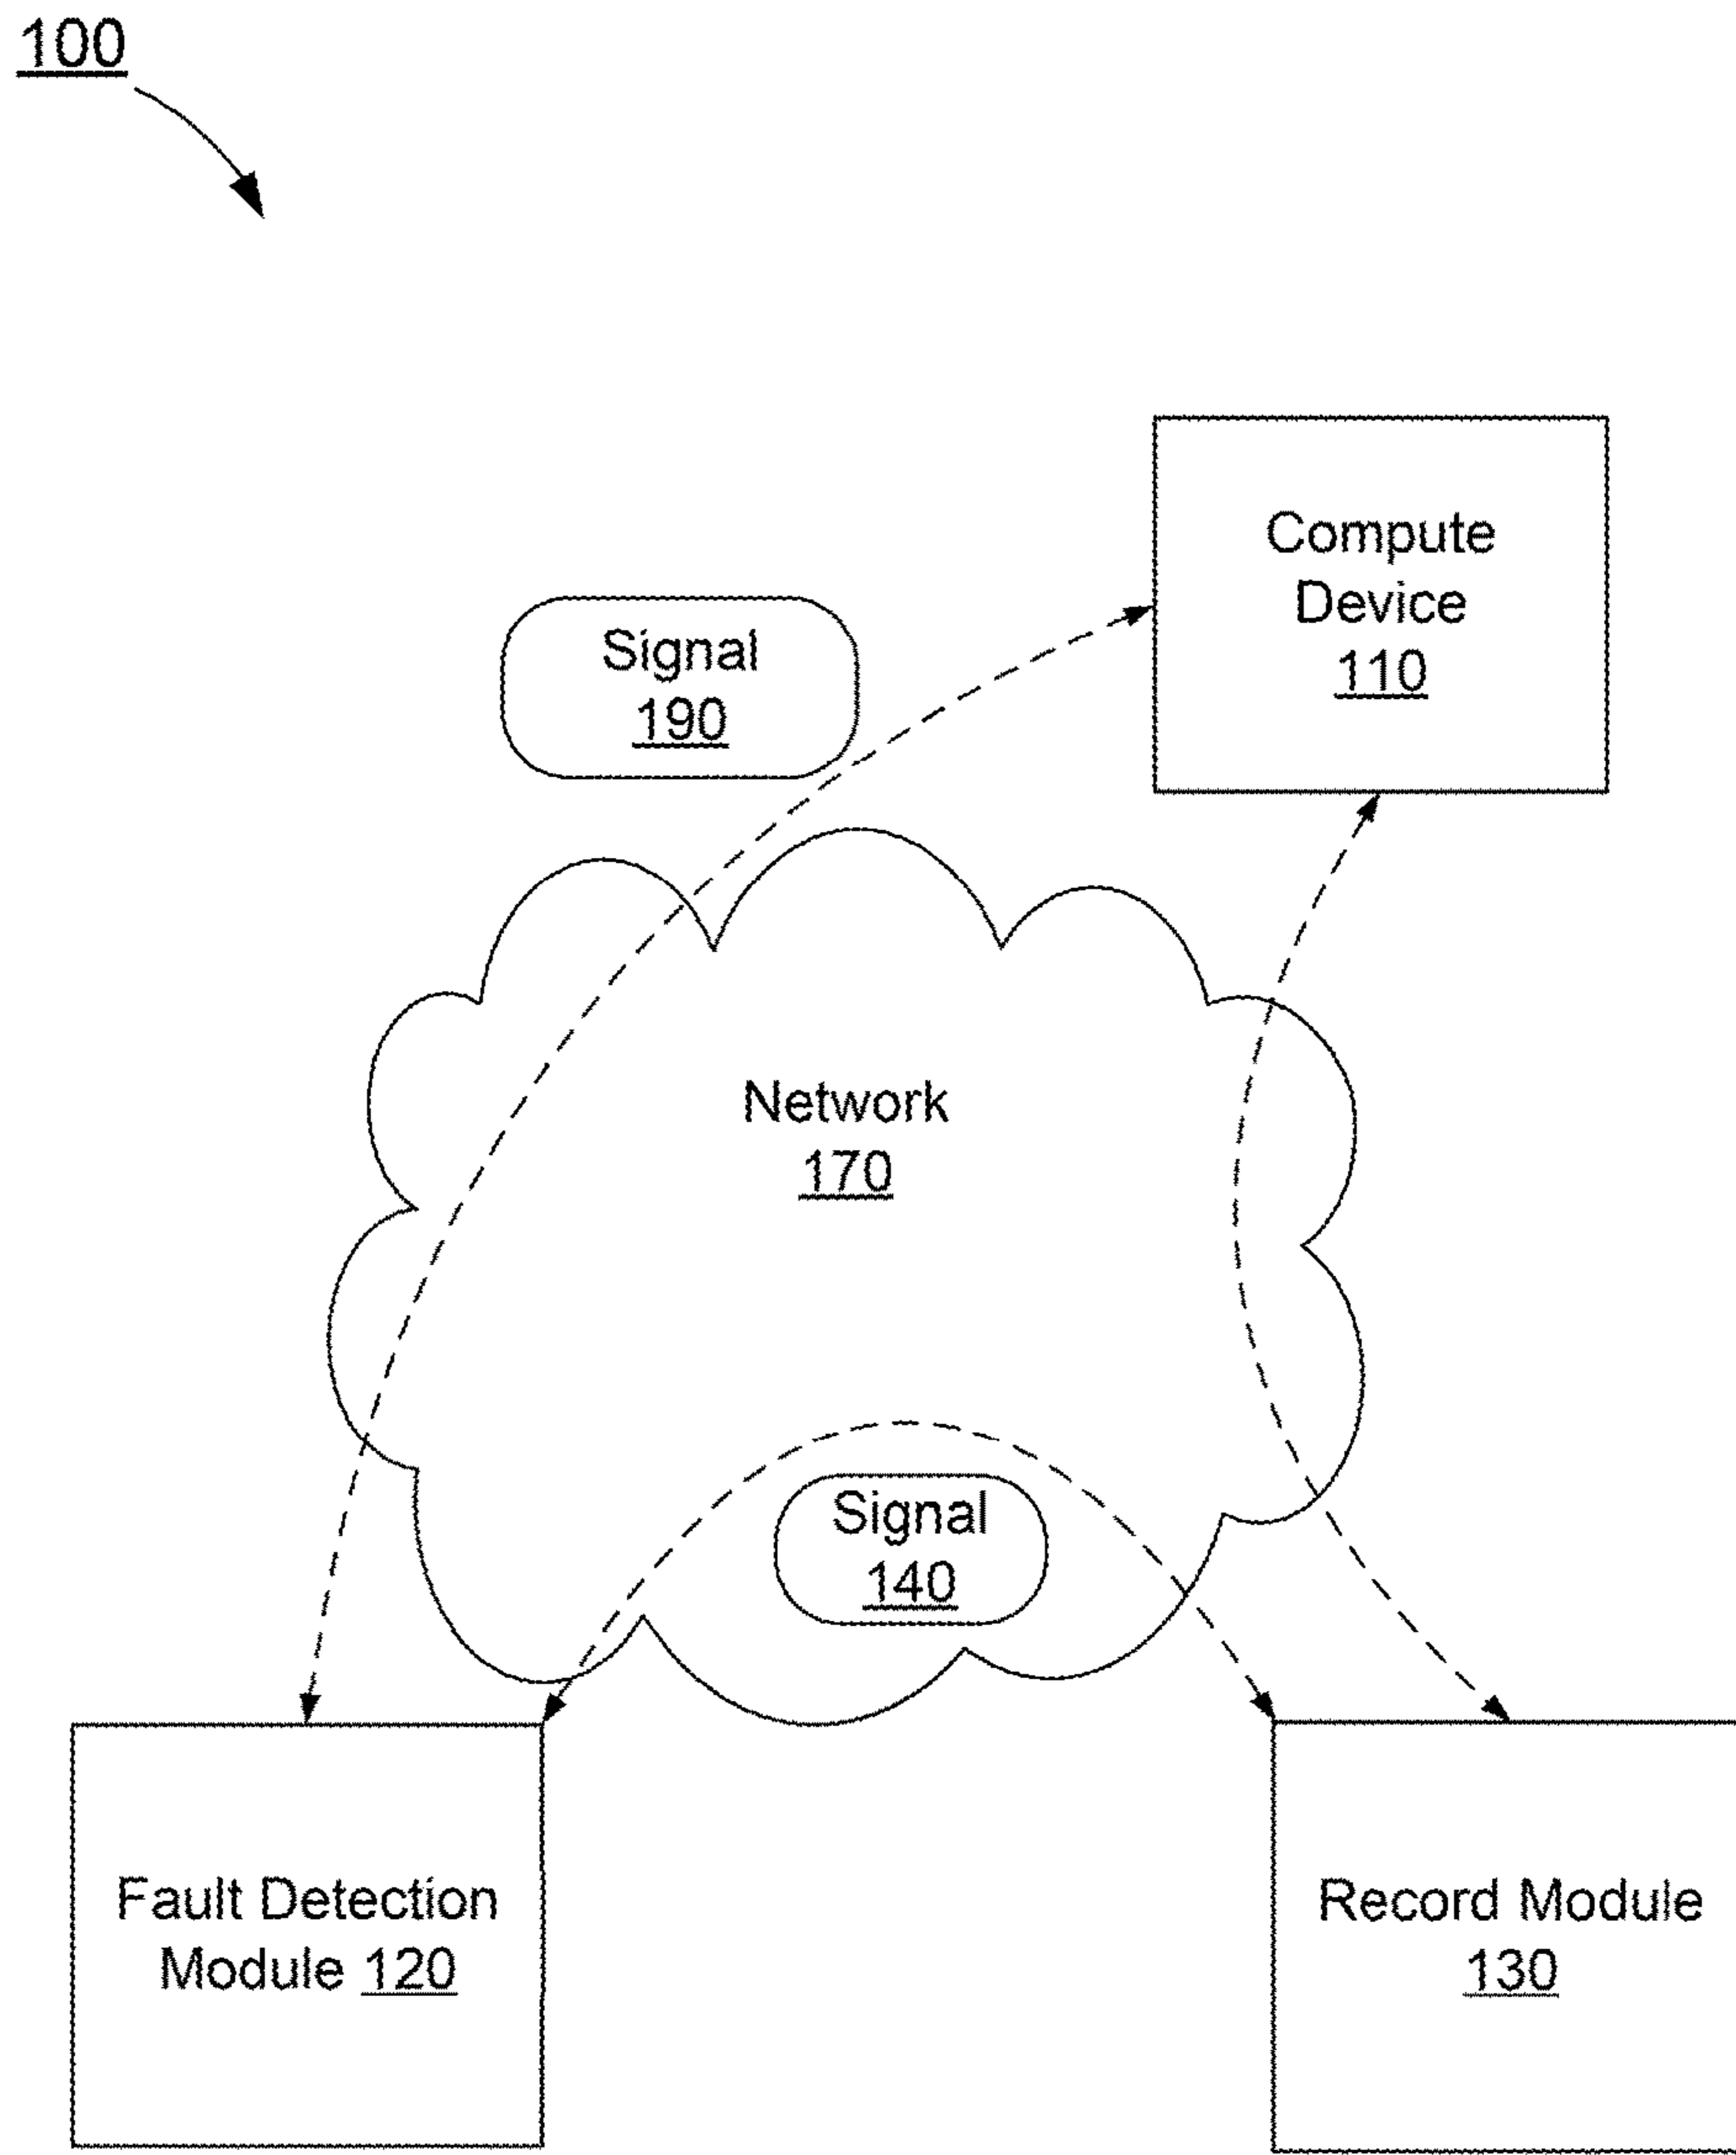 100
Compute
Device
110
Signal
190
Network
170
Signal
140
Fault Detection
Module 120
Record Module
130